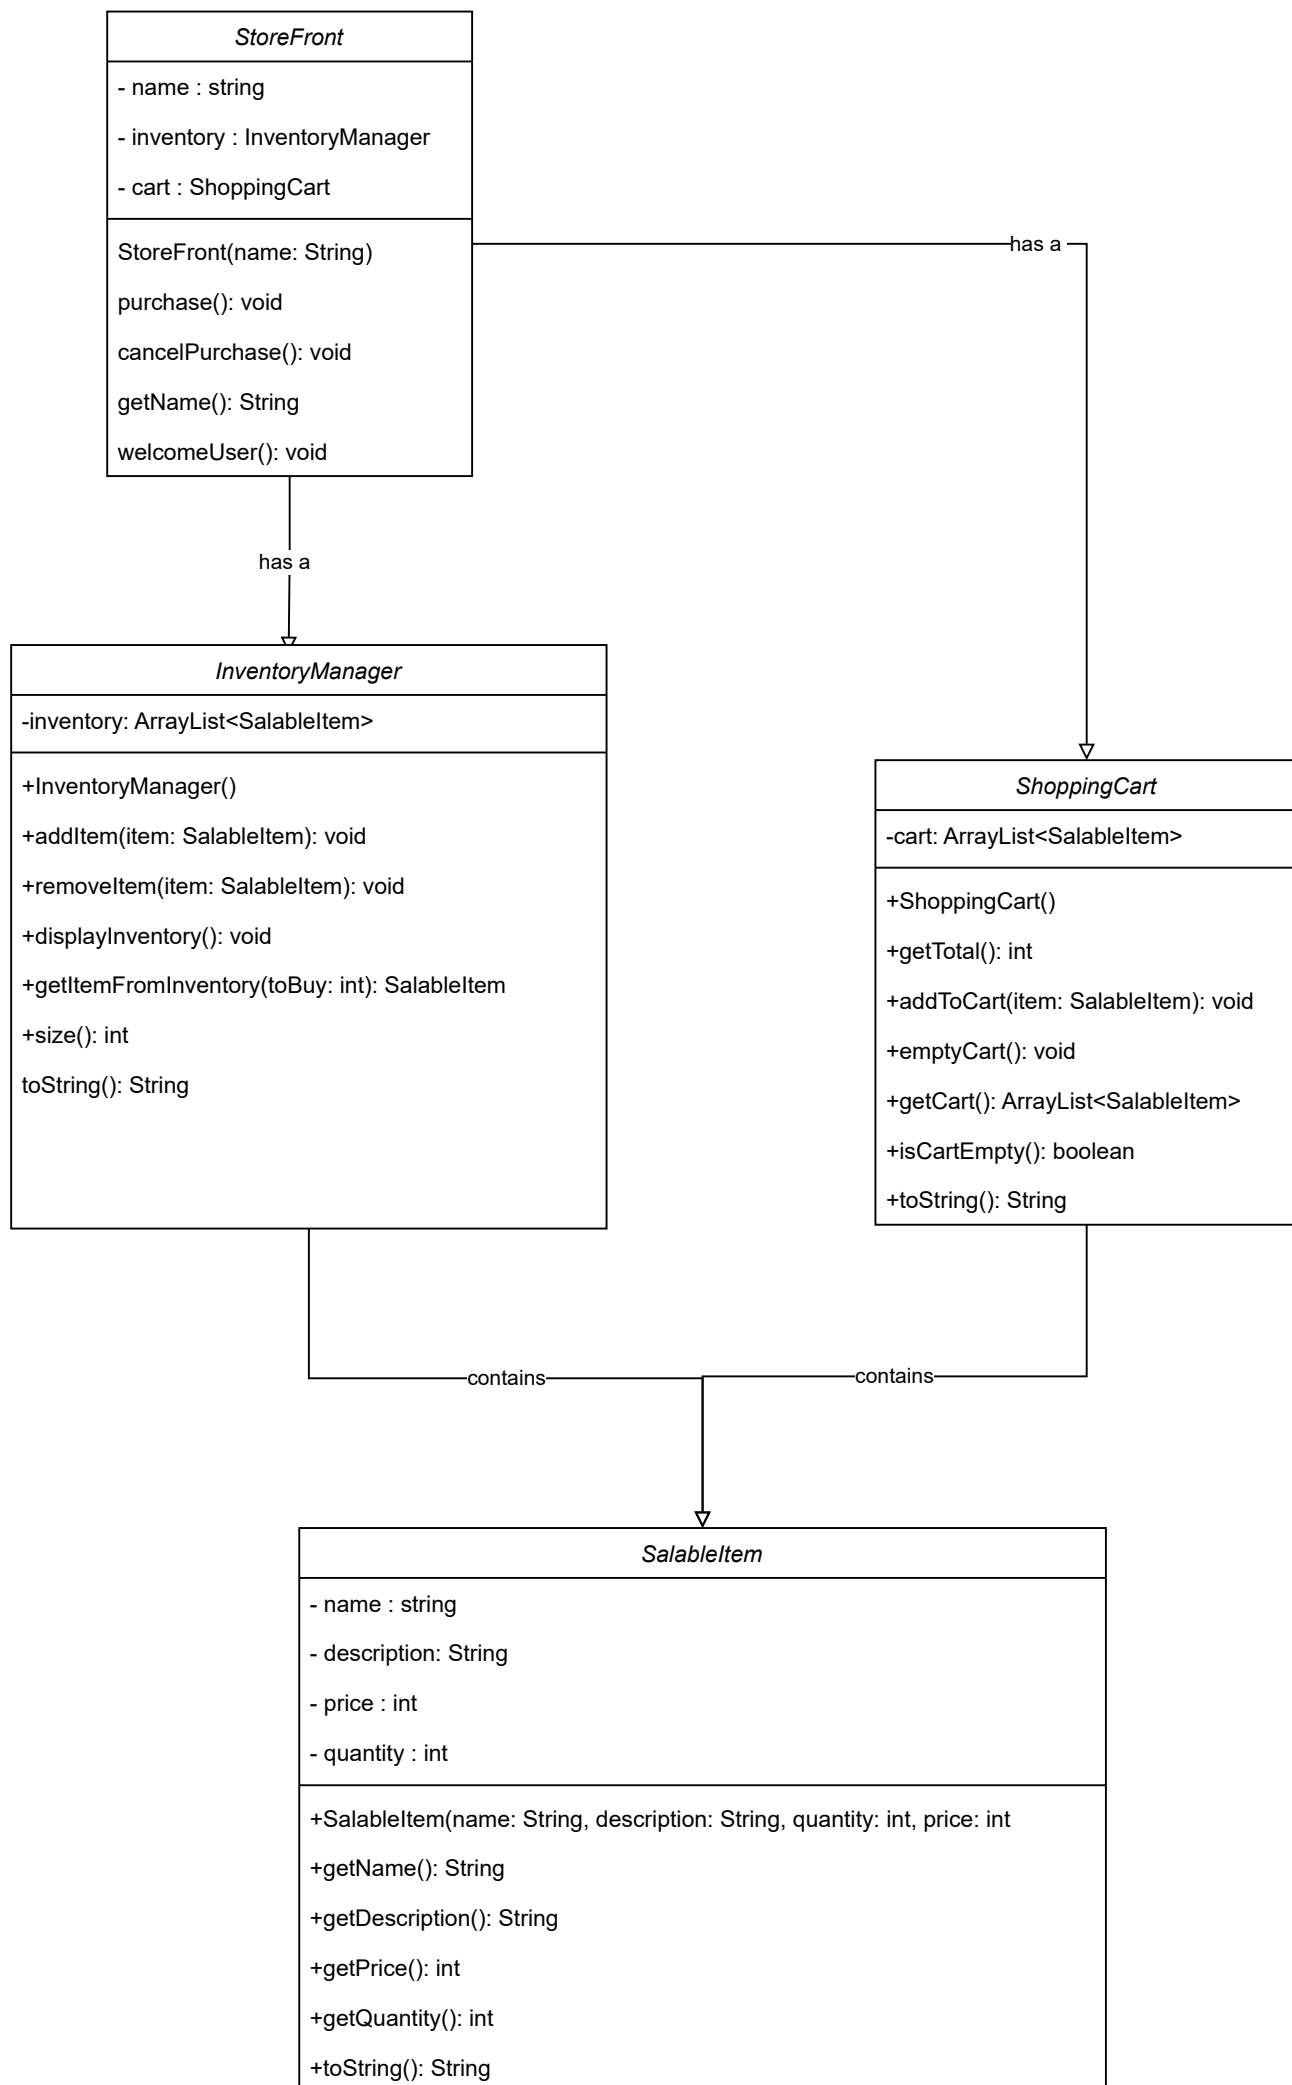 StoreFront
- name : string
- inventory : InventoryManager
- cart : ShoppingCart
StoreFront(name: String)
purchase(): void
cancelPurchase(): void
getName(): String
welcomeUser(): void
has a
has a
InventoryManager
-inventory: ArrayList<SalableItem>
+InventoryManager()
+addItem(item: SalableItem): void
+removeItem(item: SalableItem): void
+displayInventory(): void
+getItemFromInventory(toBuy: int): SalableItem
+size(): int
toString(): String
ShoppingCart
-cart: ArrayList<SalableItem>
+ShoppingCart()
+getTotal(): int
+addToCart(item: SalableItem): void
+emptyCart(): void
+getCart(): ArrayList<SalableItem>
+isCartEmpty(): boolean
+toString(): String
contains
contains
SalableItem
- name : string
- description: String
- price : int
- quantity : int
+SalableItem(name: String, description: String, quantity: int, price: int
+getName(): String
+getDescription(): String
+getPrice(): int
+getQuantity(): int
+toString(): String